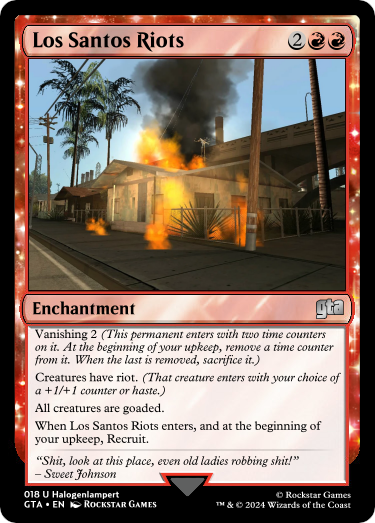 Los Santos Riots 2
gta
Enchantment
Vanishing 2 (This permanent enters with two time counters
on it. At the beginning of your upkeep, remove a time counter
from it. When the last is removed, sacrifice it.)
Creatures have riot. (That creature enters with your choice of
a +1/+1 counter or haste.)
All creatures are goaded.
When Los Santos Riots enters, and at the beginning of
your upkeep, Recruit.
“Shit, look at this place, even old ladies robbing shit!”
– Sweet Johnson
018 U Halogenlampert
GTA • EN Rockstar Games
© Rockstar Games
™ & © 2024 Wizards of the Coast